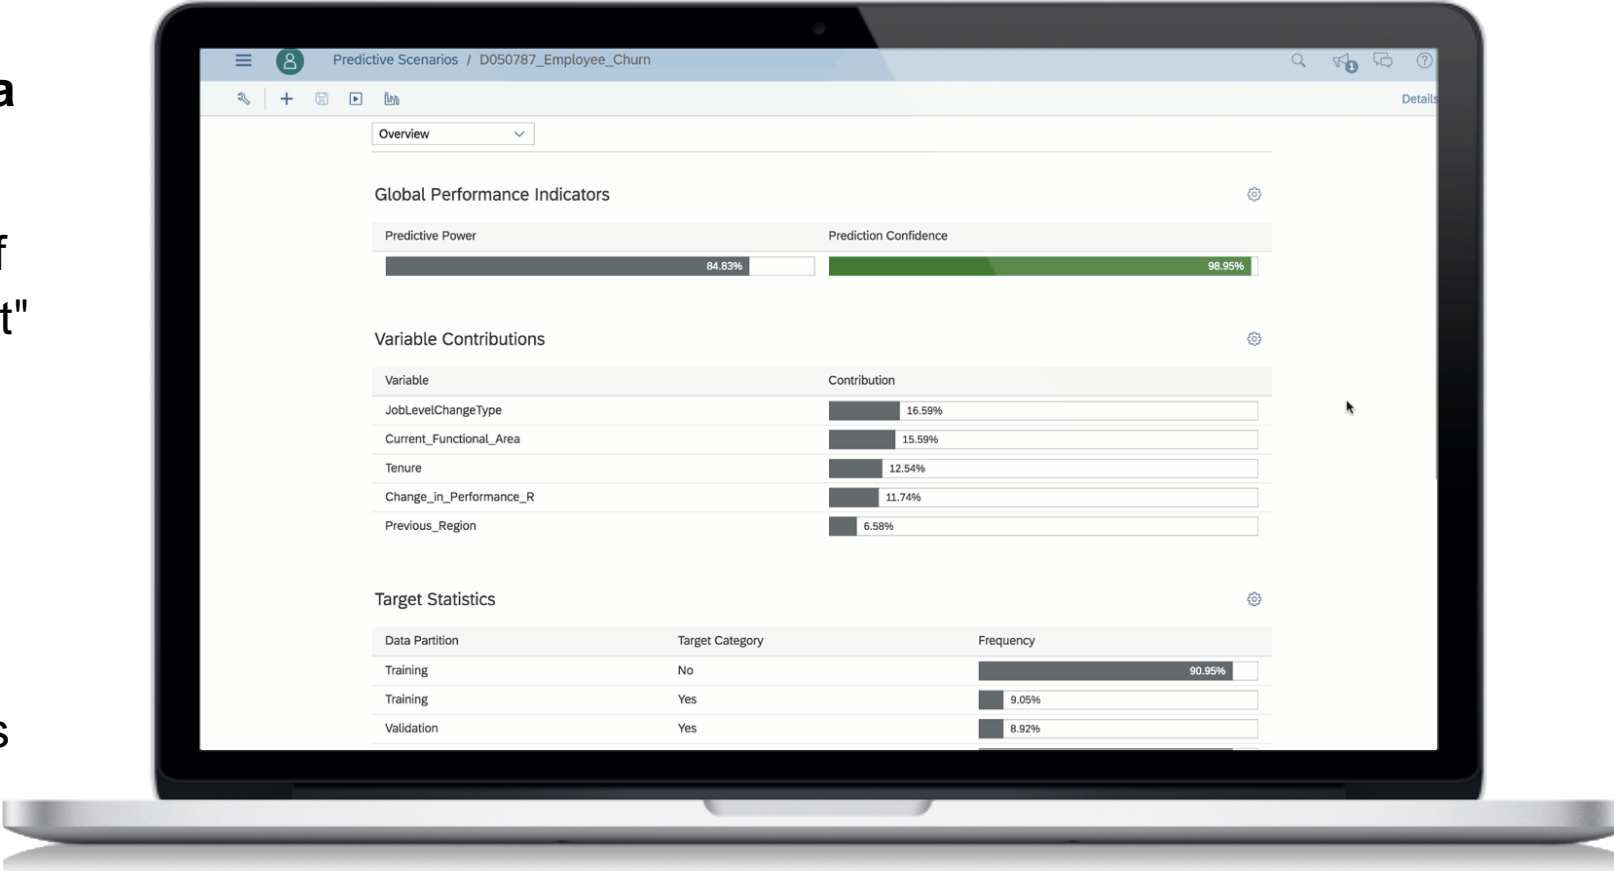 a
f
t"
s
Predictive Scenarios / D050787_Employee_Churn
1
Details
Overview
Global Performance Indicators
Predictive Power Prediction Confidence
84.83% 98.95%
Variable Contributions
Variable Contribution
JobLevelChangeType 16.59%
Current_Functional_Area 15.59%
Tenure 12.54%
Change_in_Performance_R 11.74%
Previous_Region 6.58%
Target Statistics
Data Partition Target Category Frequency
Training No 90.95%
Training Yes 9.05%
Validation Yes 8.92%